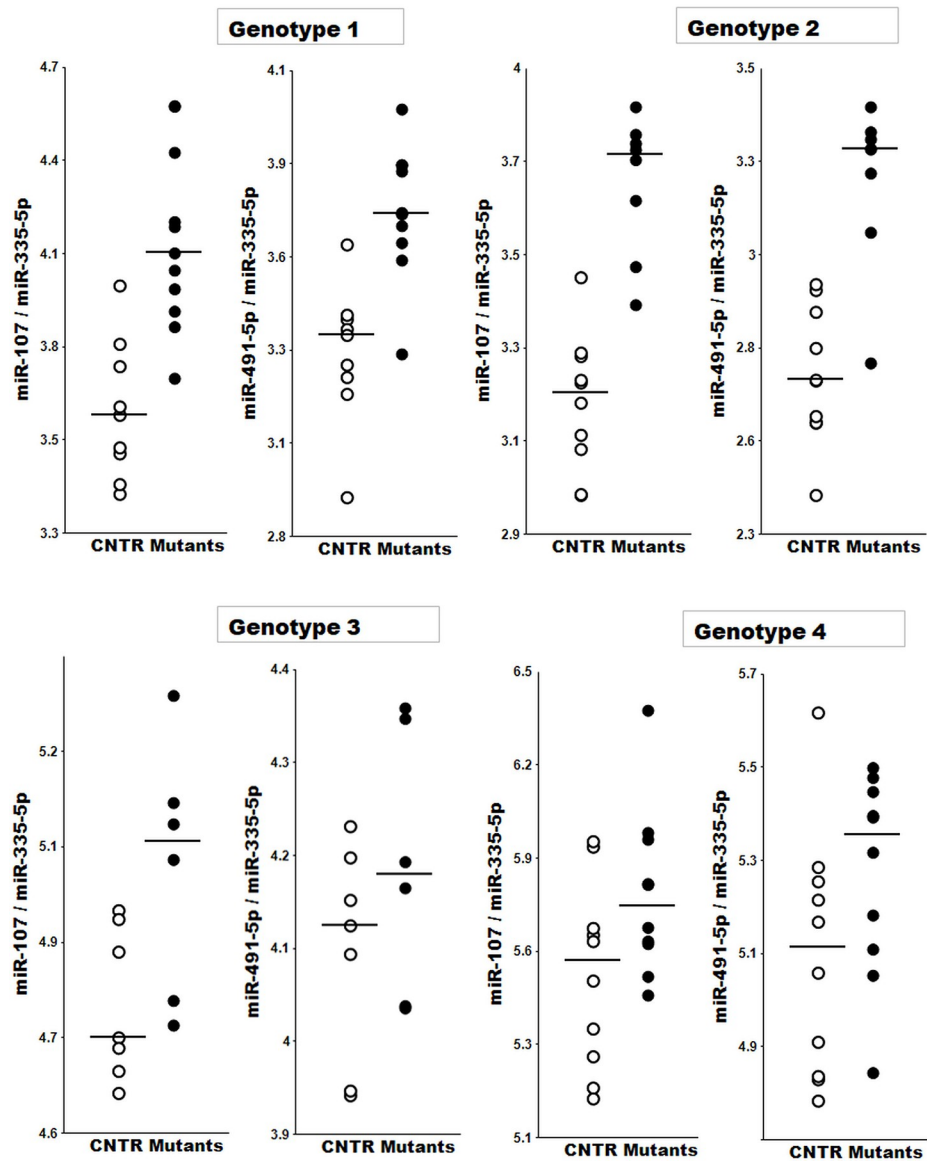 Genotype 1
miR-107 / miR-335-5p
4.7
4.4
4.1
3.8
3.5
3.3
CNTR Mutants
miR-491-5p / miR-335-5p
4.1
3.9
3.6
3.3
3.1
2.8
CNTR Mutants
Genotype 2
miR-107 / miR-335-5p
4
3.7
3.5
3.3
3.1
2.9
CNTR Mutants
miR-491-5p / miR-335-5p
3.5
3.3
3
2.8
2.6
2.3
CNTR Mutants
Genotype 3
miR-107 / miR-335-5p
5.2
5.1
4.9
4.7
4.6
CNTR Mutants
miR-491-5p / miR-335-5p
4.4
4.3
4.2
4.1
4
3.9
CNTR Mutants
Genotype 4
miR-107 / miR-335-5p
6.5
6.2
5.9
5.6
5.3
5.1
CNTR Mutants
miR-491-5p / miR-335-5p
5.7
5.5
5.3
5.1
4.9
CNTR Mutants